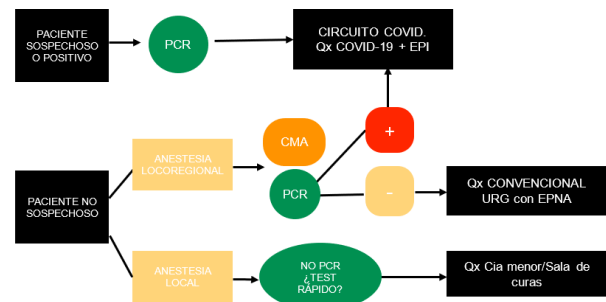 PACIENTE
SOSPECHOSO
O POSITIVO
PCR
CIRCUITO COVID.
Qx COVID-19 + EPI
ANESTESIA
LOCOREGIONAL
CMA
+
PCR
-
Qx CONVENCIONAL
URG con EPNA
PACIENTE NO
SOSPECHOSO
ANESTESIA
LOCAL
NO PCR
¿TEST
RÁPIDO?
Qx Cia menor/Sala de
curas